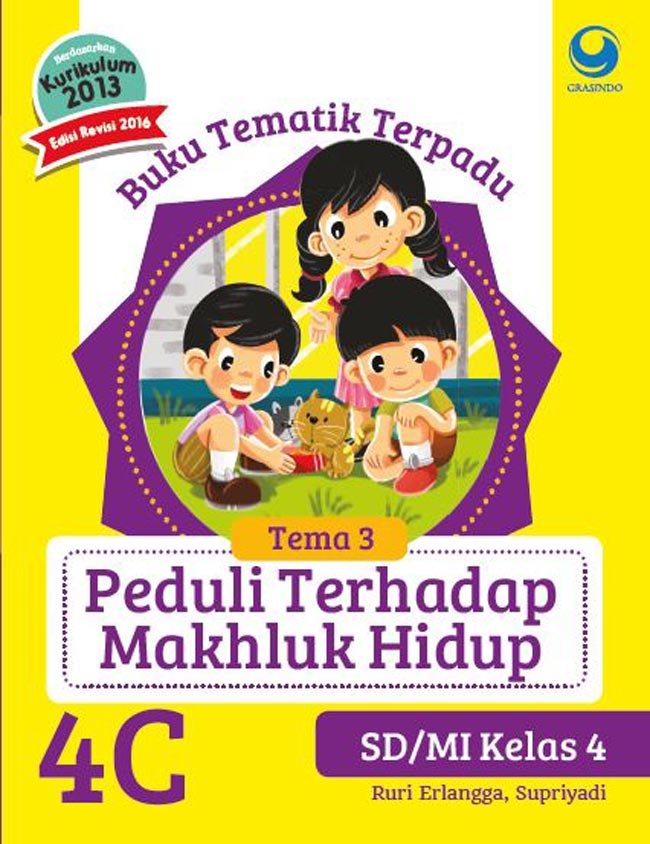 Berdasarkan
Kurikulum
2013
Edisi Revisi 2016
GRASINDO
Buku Tematik Terpadu
Tema 3
Peduli Terhadap
Makhluk Hidup
4C
SD/MI Kelas 4
Ruri Erlangga, Supriyadi